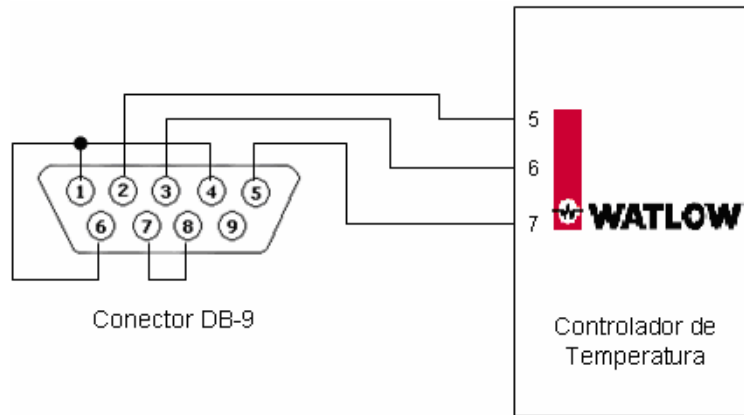 5
6
7
WATLOW
1 2 3 4 5
6 7 8 9
Conector DB-9
Controlador de
Temperatura